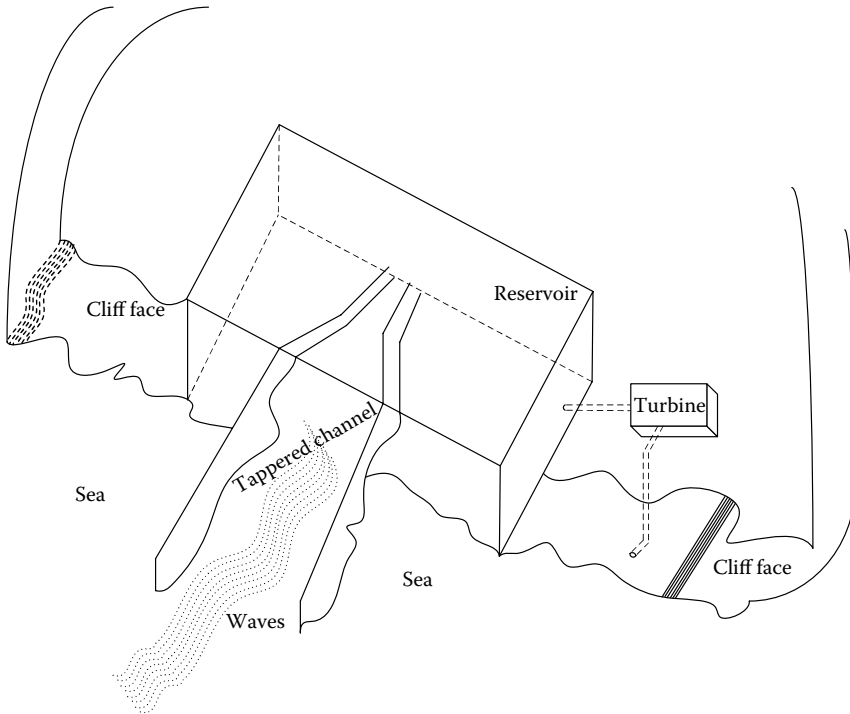 Reservoir
Cliff face
Turbine
Tappered channel
Sea
Cliff face
Sea
Waves